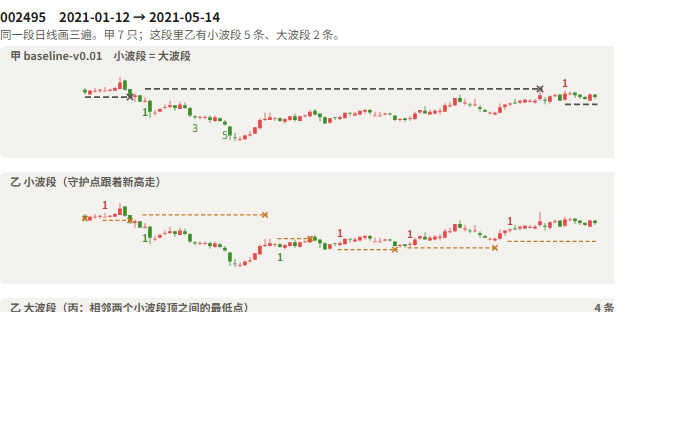 002495 2021-01-12 → 2021-05-14
同一段日线画三遍。甲 7 只；这段里乙有小波段 5 条、大波段 2 条。
甲 baseline-v0.01 小波段 = 大波段
1
1
3
5
乙 小波段（守护点跟着新高走）
1
1
1
1
1
1
乙 大波段（丙：相邻两个小波段顶之间的最低点）
4 条